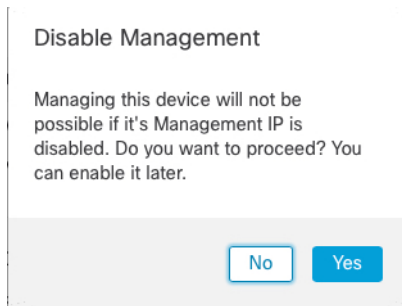 Disable Management
Managing this device will not be
possible if it's Management IP is
disabled. Do you want to proceed? You
can enable it later.
No
Yes